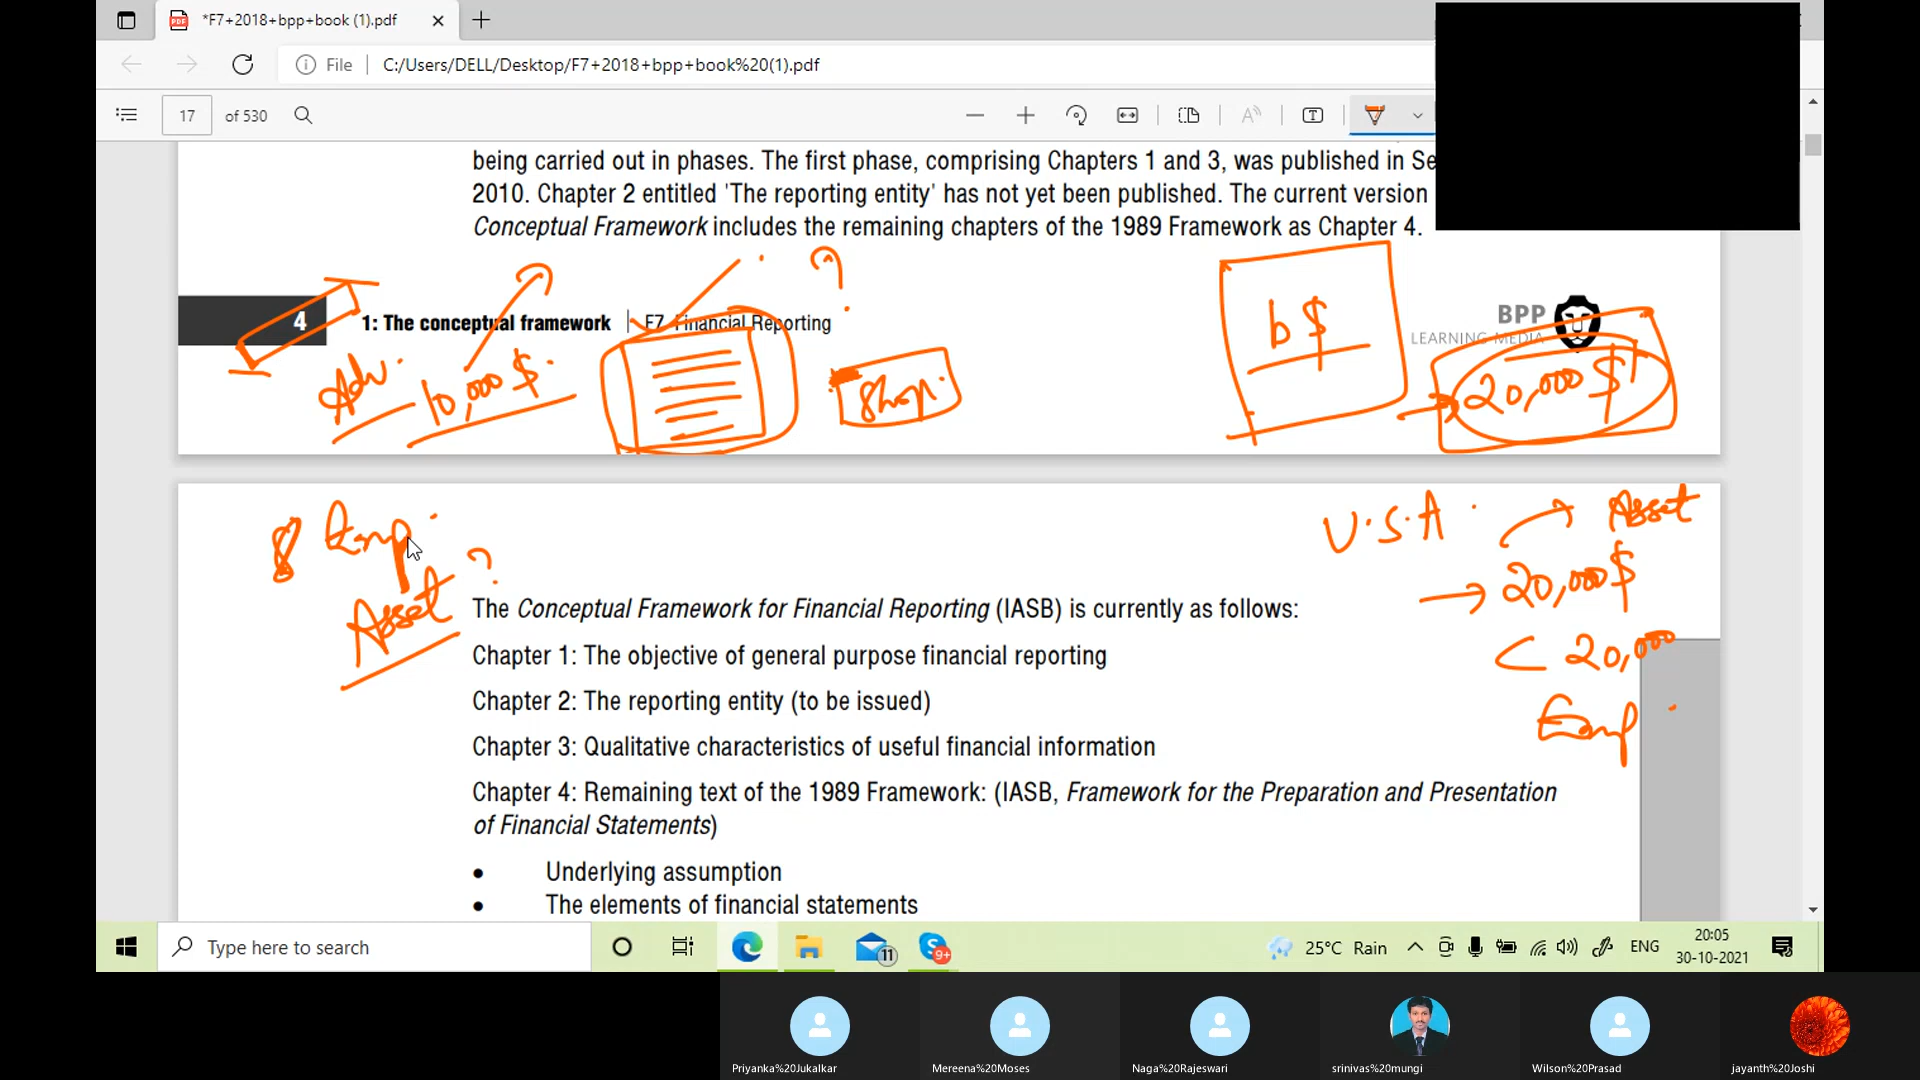 *F7+2018+bpp+book (1).pdf
File
C:/Users/DELL/Desktop/F7+2018+bpp+book%20(1).pdf
17 of 530
being carried out in phases. The first phase, comprising Chapters 1 and 3, was published in Se
2010. Chapter 2 entitled 'The reporting entity' has not yet been published. The current version
Conceptual Framework includes the remaining chapters of the 1989 Framework as Chapter 4.
?
b $
4 1: The conceptual framework | F7 Financial Reporting
BPP
LEARNING MEDIA
Adv. 10,000 $.
Shop.
20,000 $
8 Emp.
Asset ?
U.S.A.
Asset
20,000 $
< 20,000
Exp.
The Conceptual Framework for Financial Reporting (IASB) is currently as follows:
Chapter 1: The objective of general purpose financial reporting
Chapter 2: The reporting entity (to be issued)
Chapter 3: Qualitative characteristics of useful financial information
Chapter 4: Remaining text of the 1989 Framework: (IASB, Framework for the Preparation and Presentation
of Financial Statements)
• Underlying assumption
• The elements of financial statements
Type here to search
11
9+
25°C Rain
ENG
20:05
30-10-2021
Priyanka%20Jukalkar
Mereena%20Moses
Naga%20Rajeswari
srinivas%20mungi
Wilson%20Prasad
jayanth%20Joshi